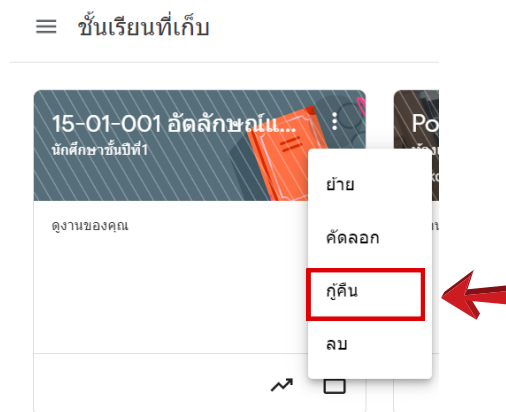 ชั้นเรียนที่เก็บ
15-01-001 อัตลักษณ์แ...
นักศึกษาชั้นปีที่1
Po
ย้าย
ดูงานของคุณ
คัดลอก
กู้คืน
ลบ